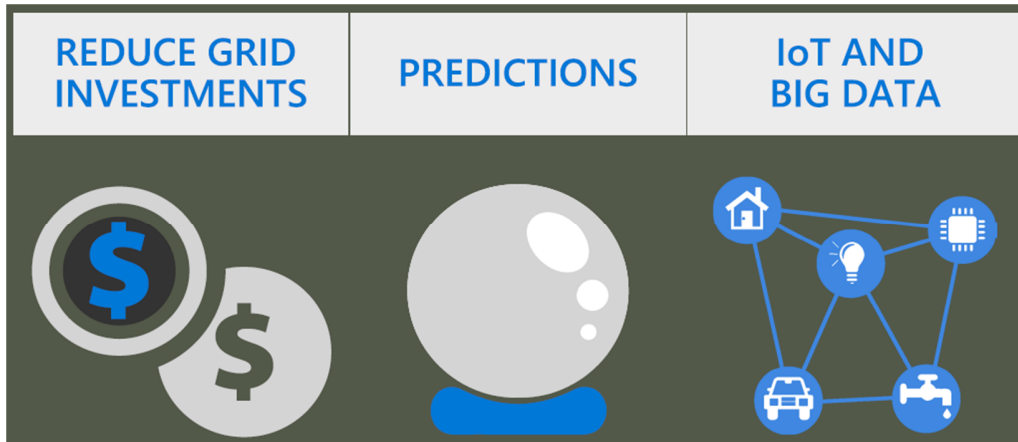 REDUCE GRID
INVESTMENTS
PREDICTIONS
IoT AND
BIG DATA
$
$